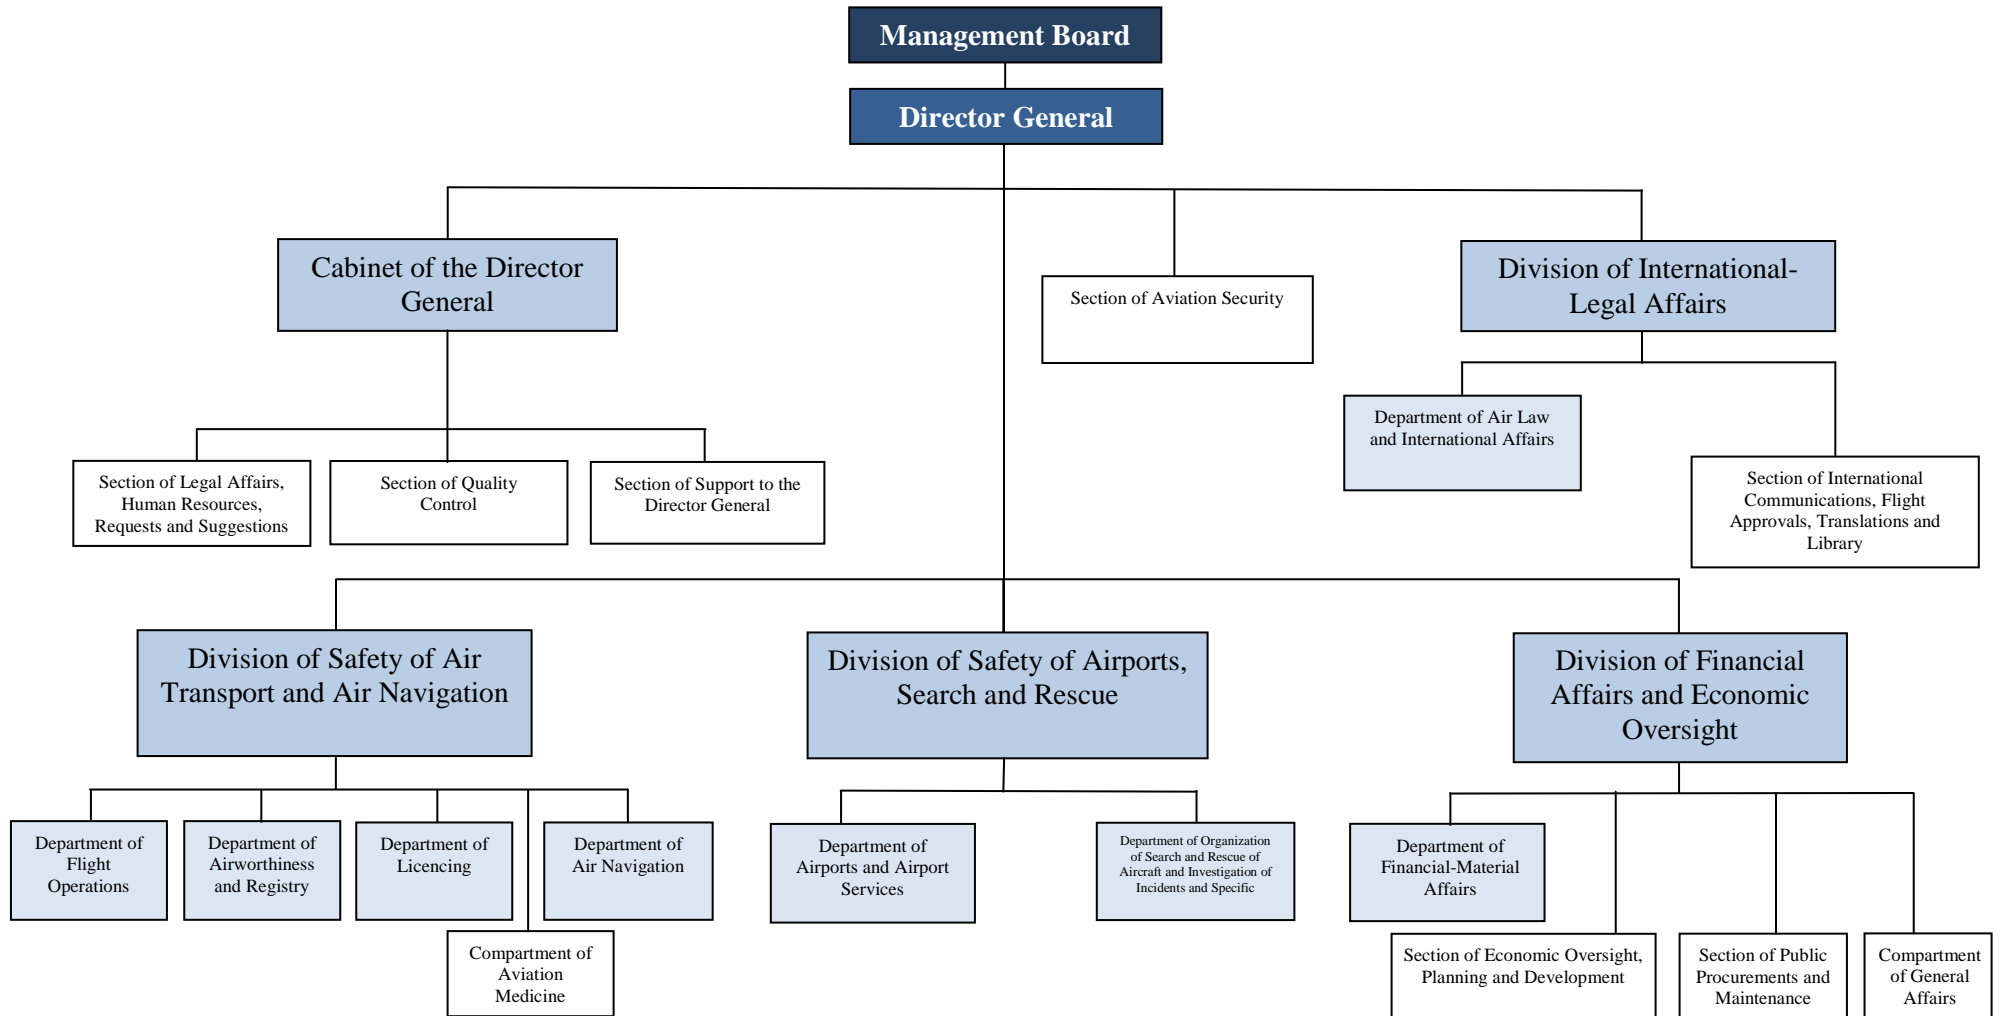 Management Board
Director General
Cabinet of the Director
General
Section of Aviation Security
Division of International-
Legal Affairs
Department of Air Law
and International Affairs
Section of Legal Affairs,
Human Resources,
Requests and Suggestions
Section of Quality
Control
Section of Support to the
Director General
Section of International
Communications, Flight
Approvals, Translations and
Library
Division of Safety of Air
Transport and Air Navigation
Division of Safety of Airports,
Search and Rescue
Division of Financial
Affairs and Economic
Oversight
Department of
Flight
Operations
Department of
Airworthiness
and Registry
Department of
Licencing
Department of
Air Navigation
Department of
Airports and Airport
Services
Department of Organization
of Search and Rescue of
Aircraft and Investigation of
Incidents and Specific
Department of
Financial-Material
Affairs
Compartment of
Aviation
Medicine
Section of Economic Oversight,
Planning and Development
Section of Public
Procurements and
Maintenance
Compartment
of General
Affairs